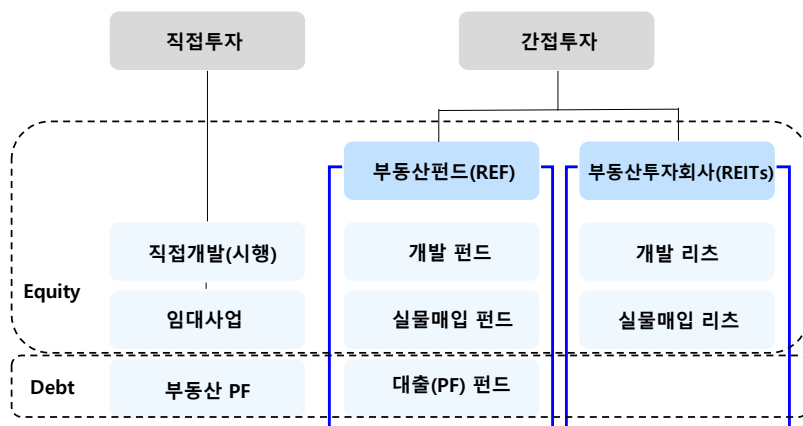 직접투자
간접투자
부동산펀드(REF)
부동산투자회사(REITs)
직접개발(시행)
개발 펀드
개발 리츠
Equity
임대사업
실물매입 펀드
실물매입 리츠
Debt
부동산 PF
대출(PF) 펀드